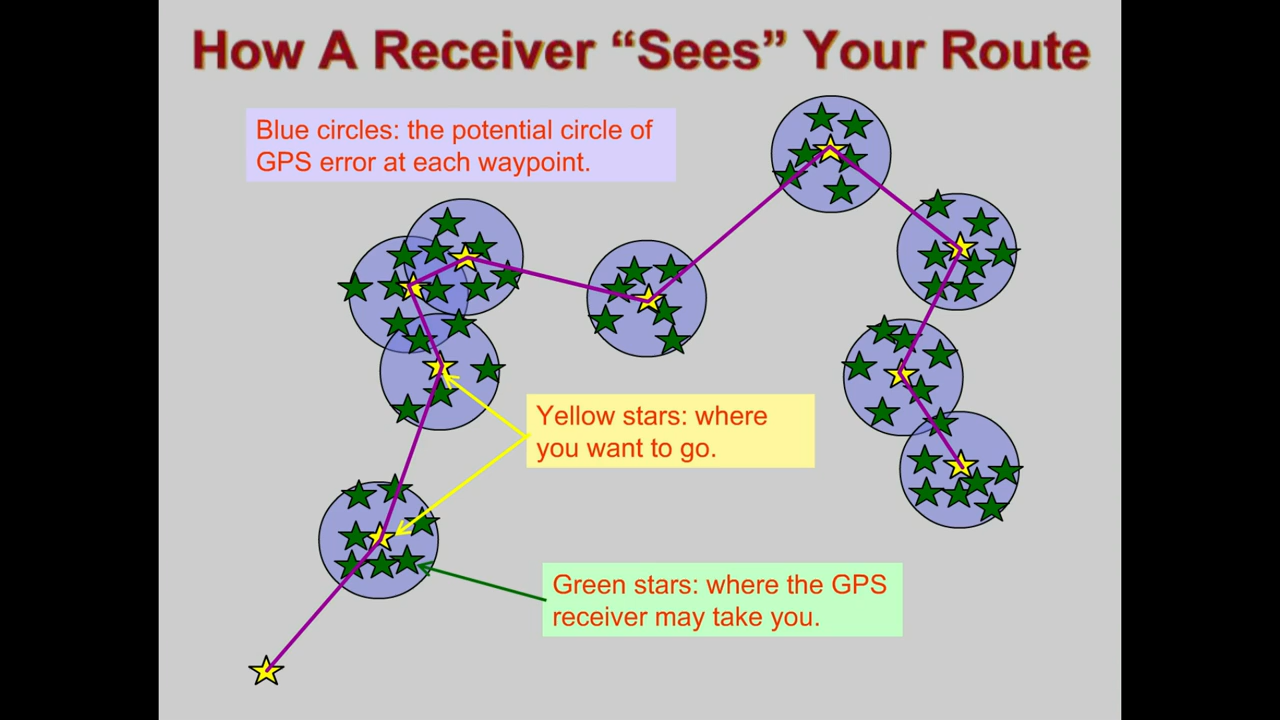 How A Receiver “Sees” Your Route
Blue circles: the potential circle of
GPS error at each waypoint.
Yellow stars: where
you want to go.
Green stars: where the GPS
receiver may take you.